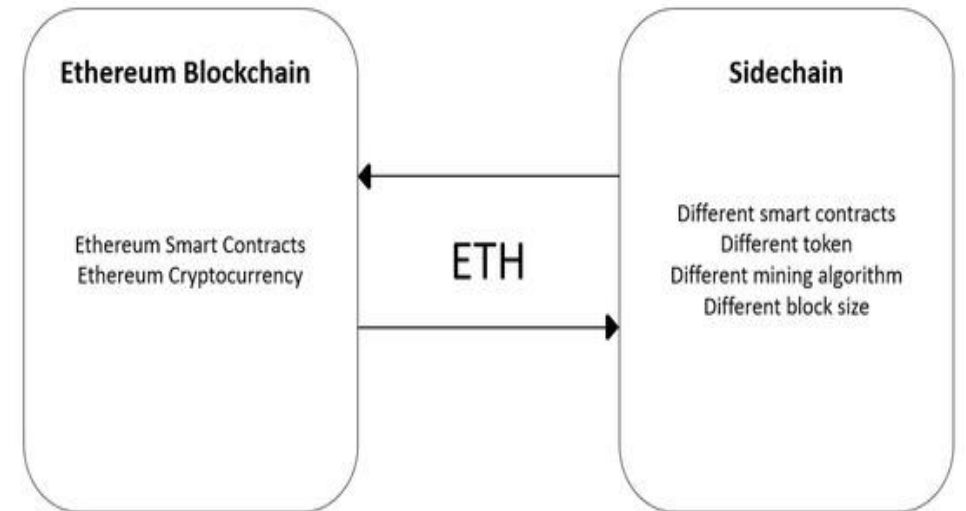 Ethereum Blockchain
Ethereum Smart Contracts
Ethereum Cryptocurrency
ETH
Sidechain
Different smart contracts
Different token
Different mining algorithm
Different block size